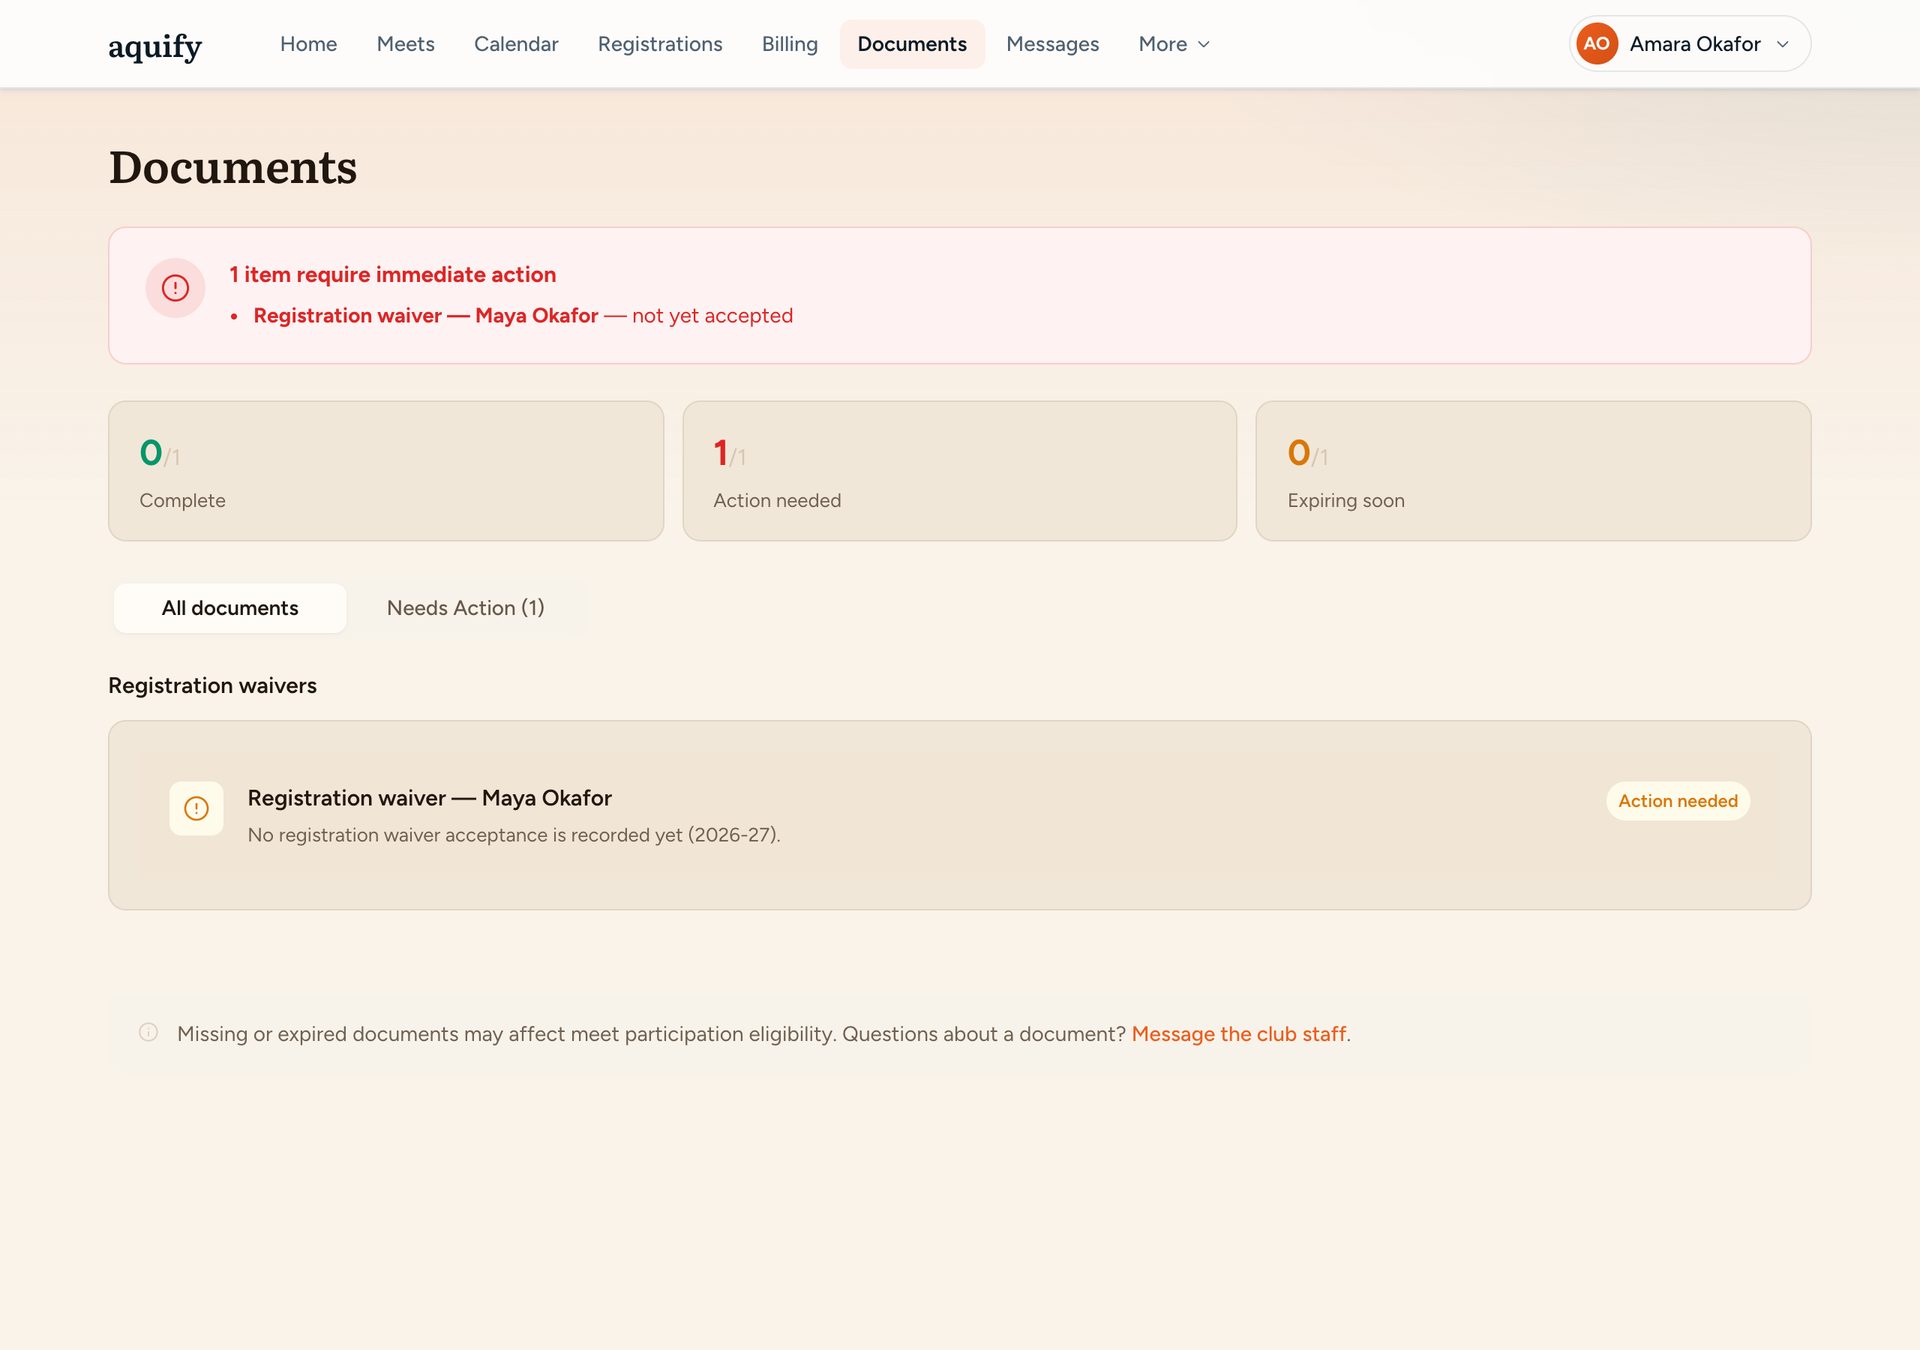 aquify
Home Meets Calendar Registrations Billing Documents Messages More
AO Amara Okafor
Documents
1 item require immediate action
• Registration waiver — Maya Okafor — not yet accepted
0/1
Complete
1/1
Action needed
0/1
Expiring soon
All documents
Needs Action (1)
Registration waivers
Registration waiver — Maya Okafor
No registration waiver acceptance is recorded yet (2026-27).
Action needed
Missing or expired documents may affect meet participation eligibility. Questions about a document? Message the club staff.